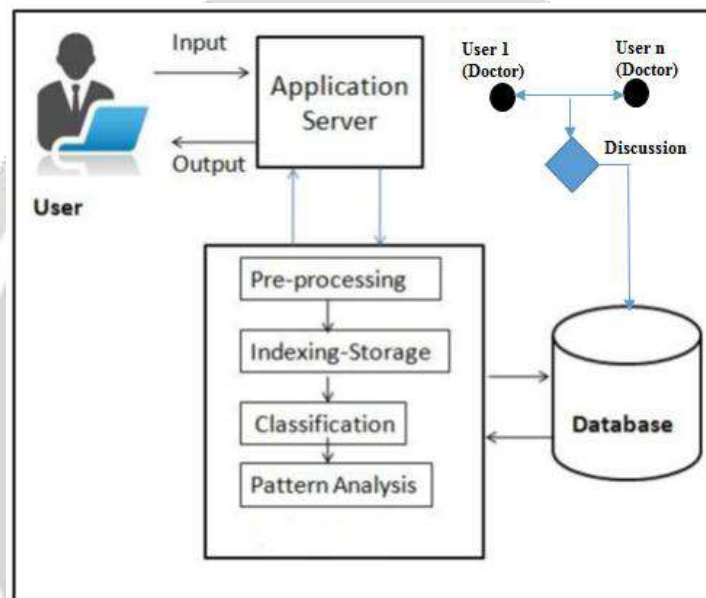 Input
Application
Server
Output
User
User 1
(Doctor)
User n
(Doctor)
Discussion
Pre-processing
Indexing-Storage
Classification
Pattern Analysis
Database